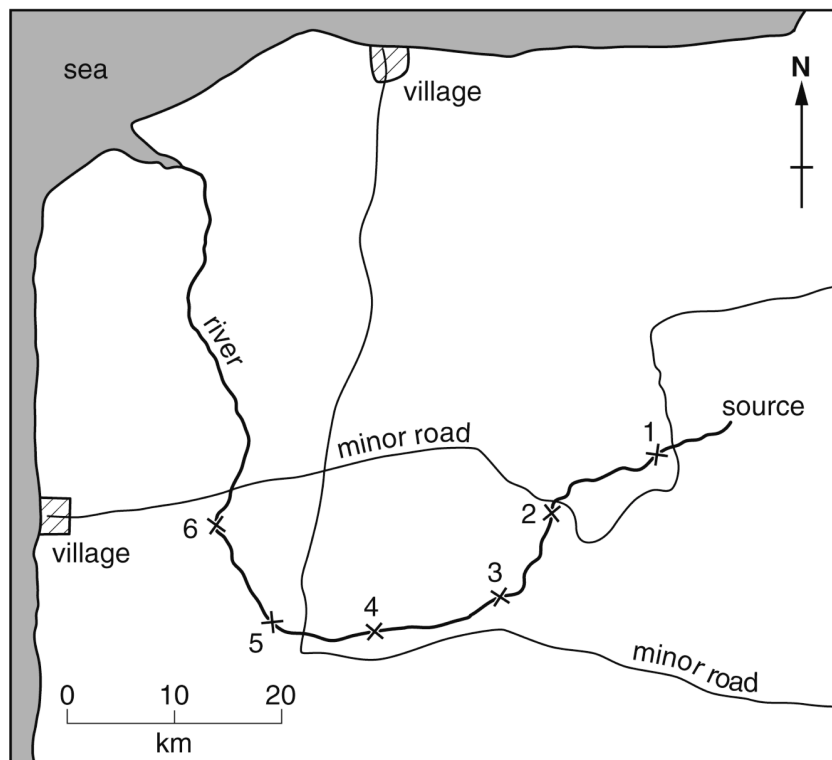 sea
village
N
river
source
1
minor road
2
6
village
3
4
5
minor road
0 10 20
km